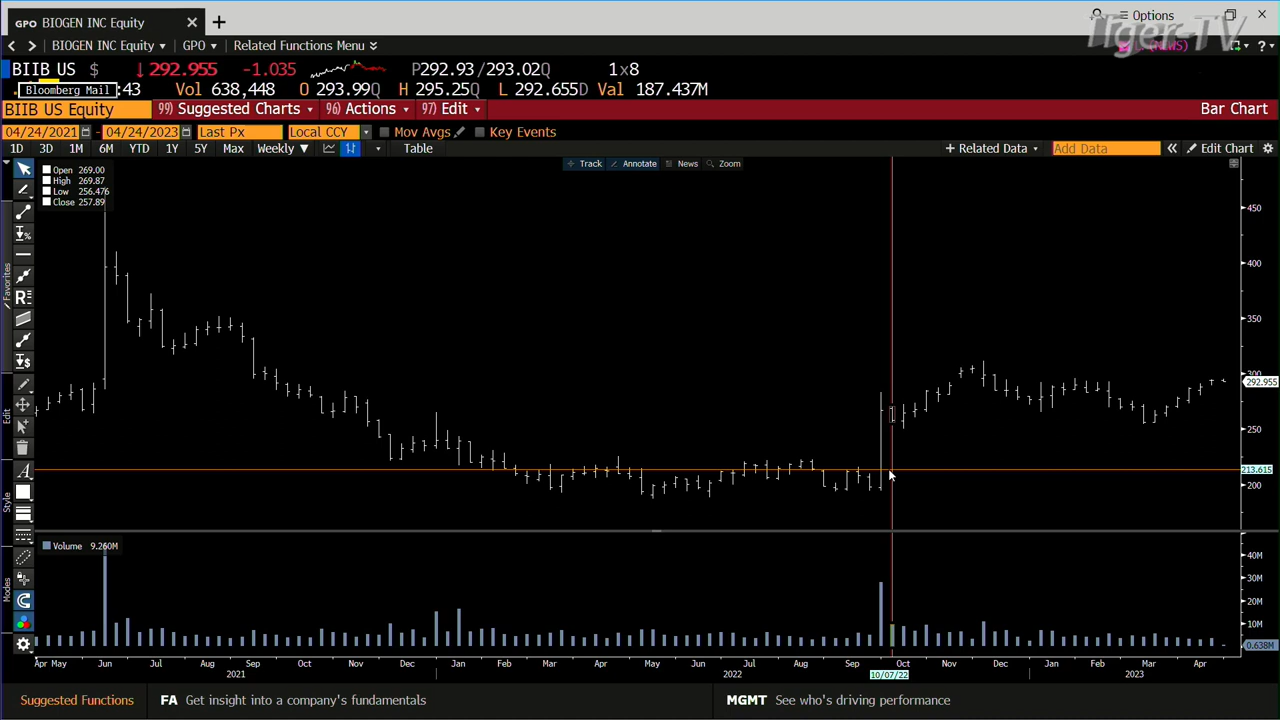 GPO BIOGEN INC Equity
Options
BIOGEN INC Equity GPO Related Functions Menu
Tiger-TV
BIIB US $ ↓292.955 -1.035 P292.93/293.02Q 1x8
Bloomberg Mail :43 Vol 638,448 O 293.99Q H 295.25Q L 292.655D Val 187.437M
BIIB US Equity 99) Suggested Charts 96) Actions 97) Edit Bar Chart
04/24/2021 - 04/24/2023 Last Px Local CCY Mov Avgs Key Events
1D 3D 1M 6M YTD 1Y 5Y Max Weekly Table + Related Data Add Data Edit Chart
Track Annotate News Zoom
Open 269.00
High 269.87
Low 256.476
Close 257.89
Favorites
Edit
Style
Modes
450
400
350
300
292.955
250
213.615
200
Volume 9.260M
40M
30M
20M
10M
0.638M
Apr May Jun Jul Aug Sep Oct Nov Dec Jan Feb Mar Apr May Jun Jul Aug Sep Oct Nov Dec Jan Feb Mar Apr
2021 2022 10/07/22 2023
Suggested Functions FA Get insight into a company's fundamentals MGMT See who's driving performance